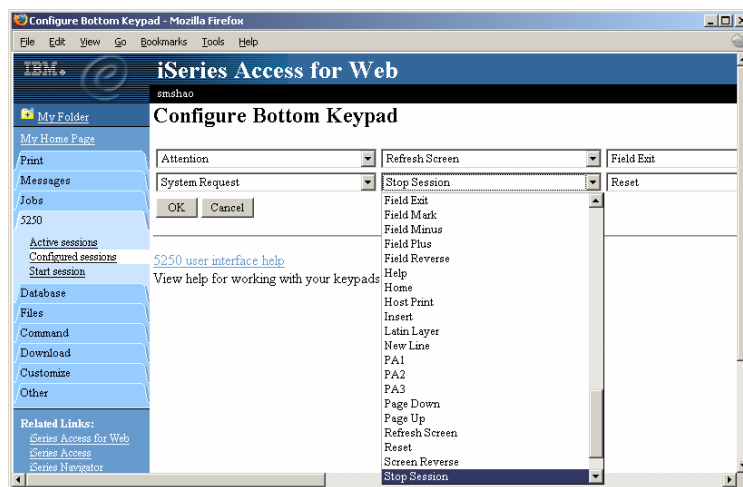 Configure Bottom Keypad - Mozilla Firefox
File Edit View Go Bookmarks Tools Help
IBM. e iSeries Access for Web
smshao
My Folder
My Home Page
Print
Messages
Jobs
5250
Active sessions
Configured sessions
Start session
Database
Files
Command
Download
Customize
Other
Related Links:
iSeries Access for Web
iSeries Access
iSeries Navigator
Configure Bottom Keypad
Attention Refresh Screen Field Exit
System Request Stop Session Reset
OK Cancel
Field Exit
Field Mark
Field Minus
Field Plus
Field Reverse
Help
Home
Host Print
Insert
Latin Layer
New Line
PA1
PA2
PA3
Page Down
Page Up
Refresh Screen
Reset
Screen Reverse
Stop Session
5250 user interface help
View help for working with your keypads